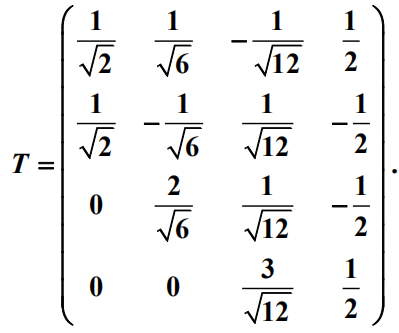 T = ( 1/√2 1/√6 −1/√12 1/2
1/√2 −1/√6 1/√12 −1/2
0 2/√6 1/√12 −1/2
0 0 3/√12 1/2 ) .